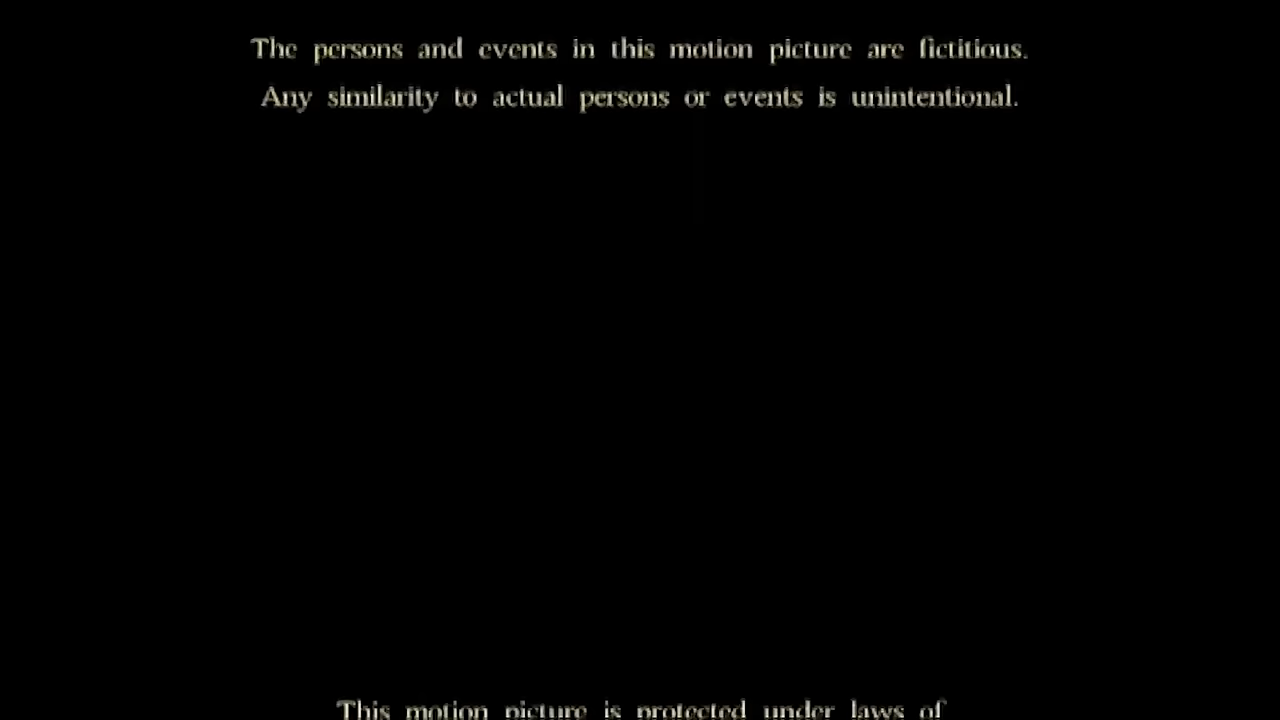 The persons and events in this motion picture are fictitious.
Any similarity to actual persons or events is unintentional.
This motion picture is protected under laws of